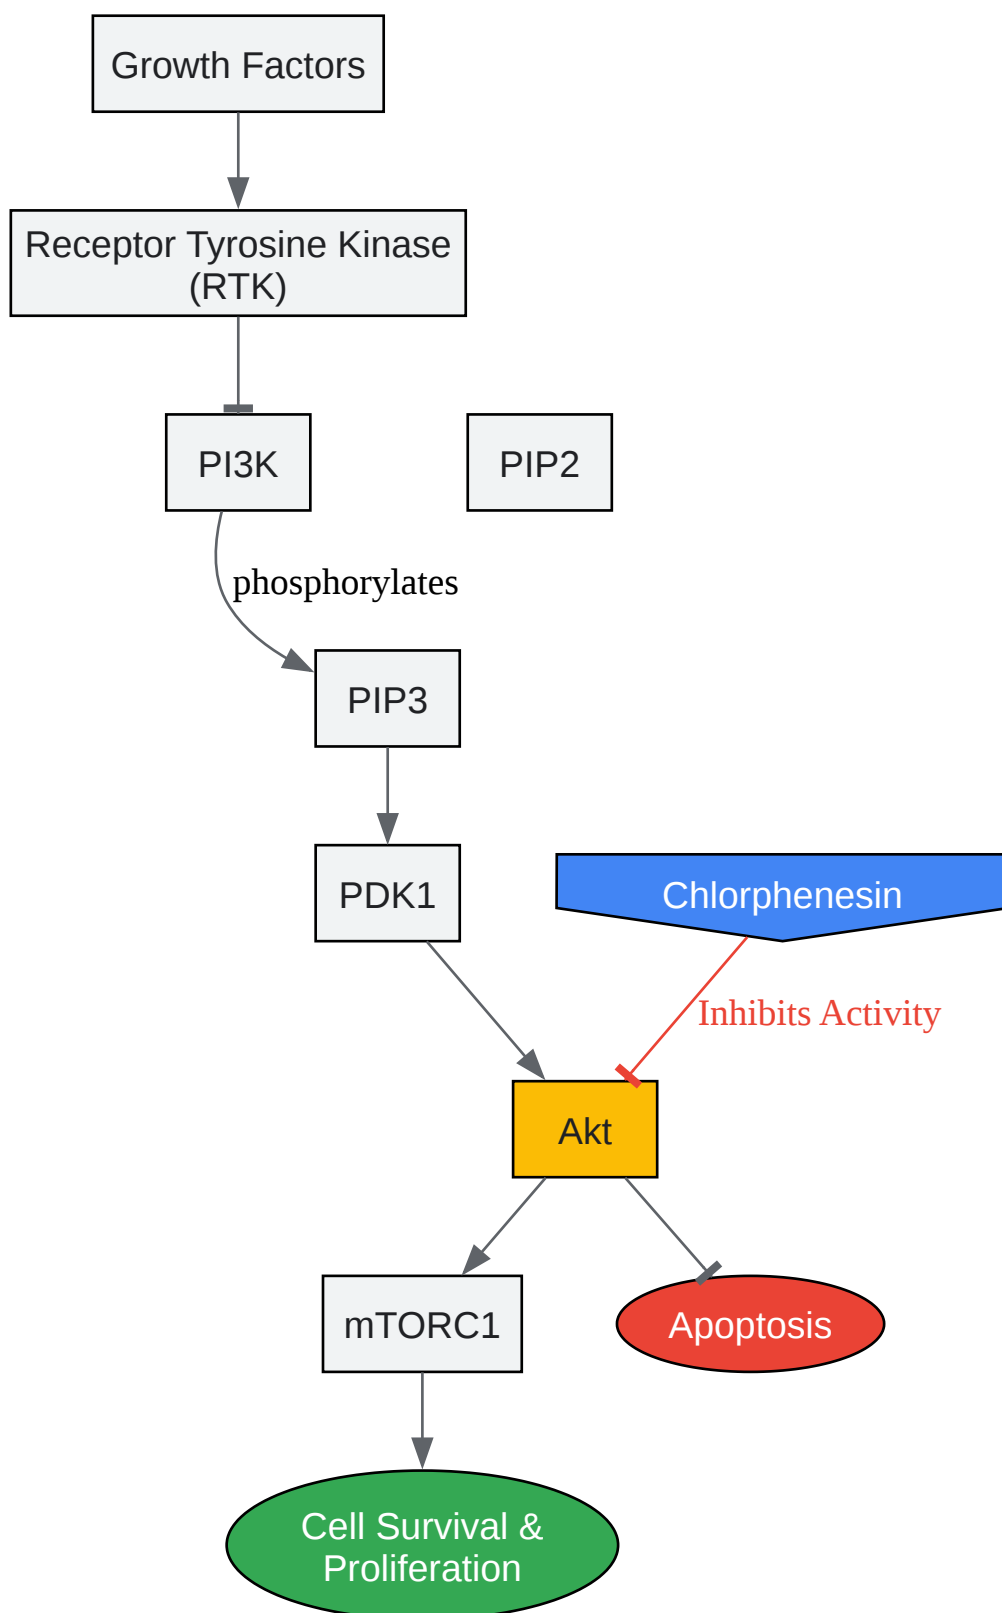 Growth Factors
Receptor Tyrosine Kinase
(RTK)
PI3K
PIP2
phosphorylates
PIP3
PDK1
Chlorphenesin
Inhibits Activity
Akt
mTORC1
Apoptosis
Cell Survival &
Proliferation